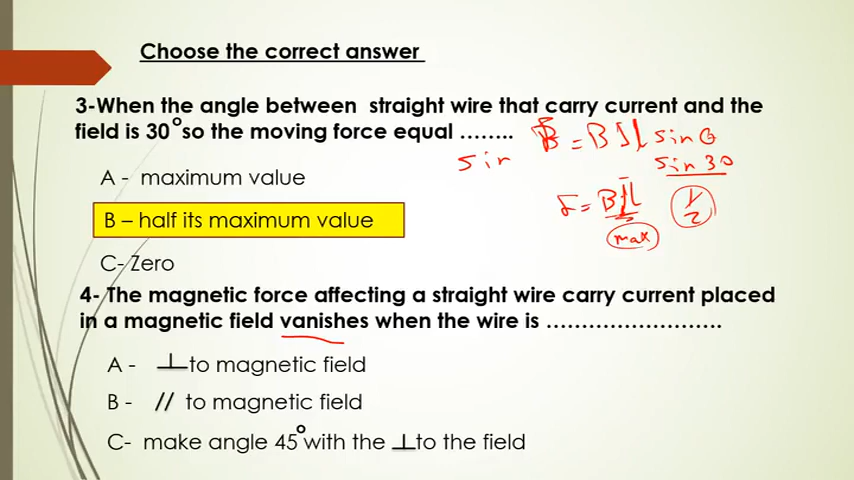 Choose the correct answer
3-When the angle between straight wire that carry current and the
field is 30° so the moving force equal ........
sin
= B I l sin θ
sin 30
A - maximum value
F = B I l
1/2
max
B – half its maximum value
C- Zero
4- The magnetic force affecting a straight wire carry current placed
in a magnetic field vanishes when the wire is ..........................
A - ⊥ to magnetic field
B - // to magnetic field
C- make angle 45° with the ⊥ to the field